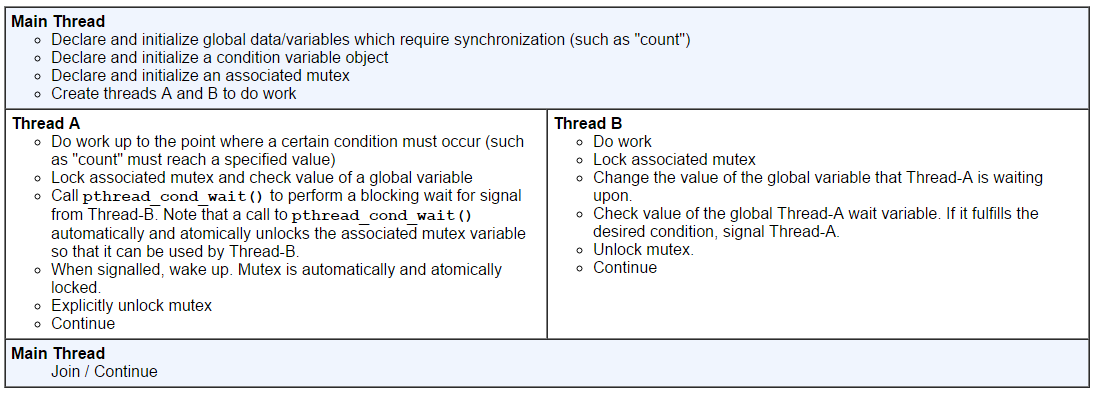 Main Thread
Declare and initialize global data/variables which require synchronization (such as "count")
Declare and initialize a condition variable object
Declare and initialize an associated mutex
Create threads A and B to do work
Thread A
Do work up to the point where a certain condition must occur (such
as "count" must reach a specified value)
Lock associated mutex and check value of a global variable
Call pthread_cond_wait() to perform a blocking wait for signal
from Thread-B. Note that a call to pthread_cond_wait()
automatically and atomically unlocks the associated mutex variable
so that it can be used by Thread-B.
When signalled, wake up. Mutex is automatically and atomically
locked.
Explicitly unlock mutex
Continue
Thread B
Do work
Lock associated mutex
Change the value of the global variable that Thread-A is waiting
upon.
Check value of the global Thread-A wait variable. If it fulfills the
desired condition, signal Thread-A.
Unlock mutex.
Continue
Main Thread
Join / Continue